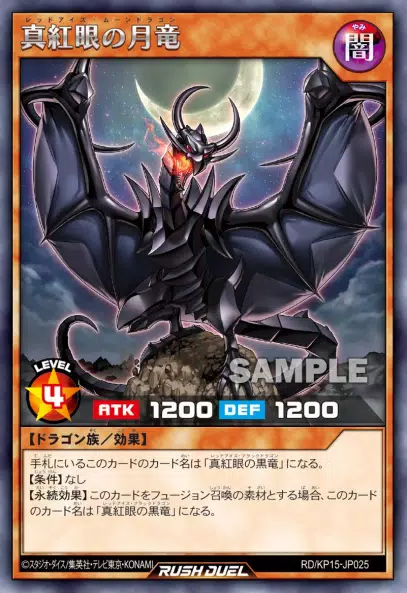 レッドアイズ ムーンドラゴン
真紅眼の月竜
やみ
闇
SAMPLE
LEVEL
4
ATK 1200 DEF 1200
【ドラゴン族／効果】
手札にいるこのカードのカード名は「真紅眼の黒竜」になる。
【条件】なし
【永続効果】このカードをフュージョン召喚の素材とする場合、このカードのカード名は「真紅眼の黒竜」になる。
©スタジオ・ダイス/集英社・テレビ東京・KONAMI
RUSH DUEL
RD/KP15-JP025